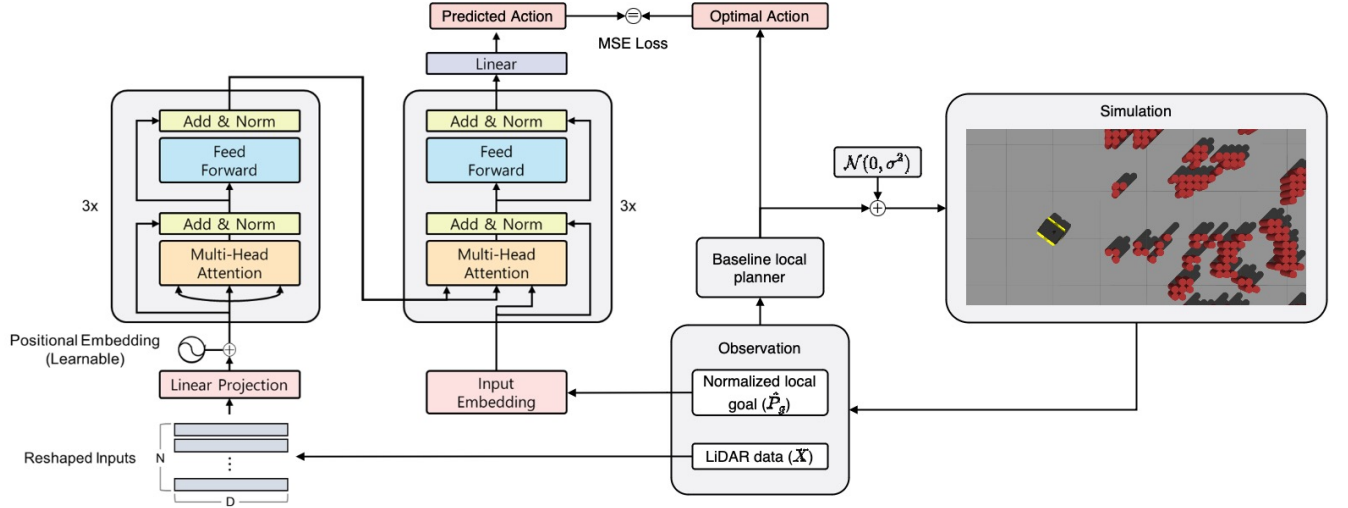 Predicted Action
=
Optimal Action
MSE Loss
Linear
Add & Norm
Feed
Forward
Add & Norm
Multi-Head
Attention
3x
Add & Norm
Feed
Forward
Add & Norm
Multi-Head
Attention
3x
Positional Embedding
(Learnable)
+
Linear Projection
Reshaped Inputs
N
⋮
D
Input
Embedding
Simulation
𝒩(0, σ²)
+
Baseline local
planner
Observation
Normalized local
goal (P̂_g)
LiDAR data (X)